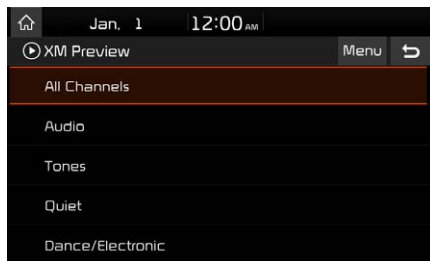 Jan. 1 12:00 AM
XM Preview Menu
All Channels
Audio
Tones
Quiet
Dance/Electronic